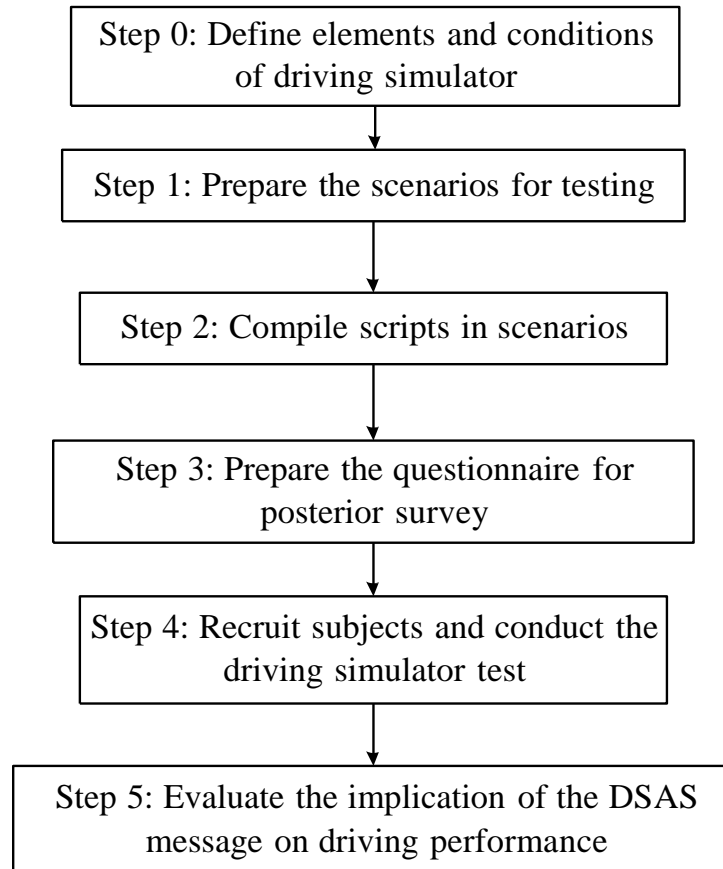 Step 0: Define elements and conditions
of driving simulator
Step 1: Prepare the scenarios for testing
Step 2: Compile scripts in scenarios
Step 3: Prepare the questionnaire for
posterior survey
Step 4: Recruit subjects and conduct the
driving simulator test
Step 5: Evaluate the implication of the DSAS
message on driving performance